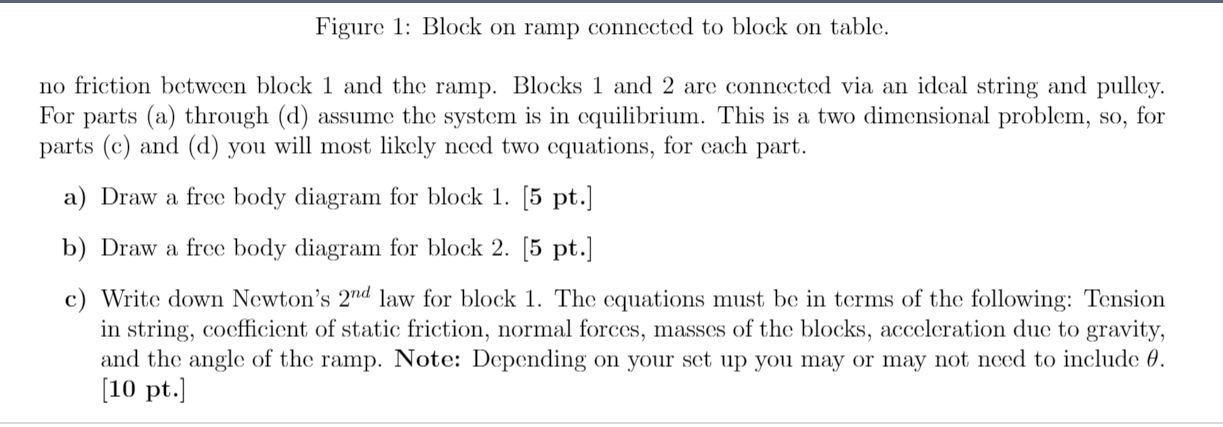 Figure 1: Block on ramp connected to block on table.
no friction between block 1 and the ramp. Blocks 1 and 2 are connected via an ideal string and pulley.
For parts (a) through (d) assume the system is in equilibrium. This is a two dimensional problem, so, for
parts (c) and (d) you will most likely need two equations, for each part.
a) Draw a free body diagram for block 1. [5 pt.]
b) Draw a free body diagram for block 2. [5 pt.]
c) Write down Newton's 2nd law for block 1. The equations must be in terms of the following: Tension
in string, coefficient of static friction, normal forces, masses of the blocks, acceleration due to gravity,
and the angle of the ramp. Note: Depending on your set up you may or may not need to include θ.
[10 pt.]